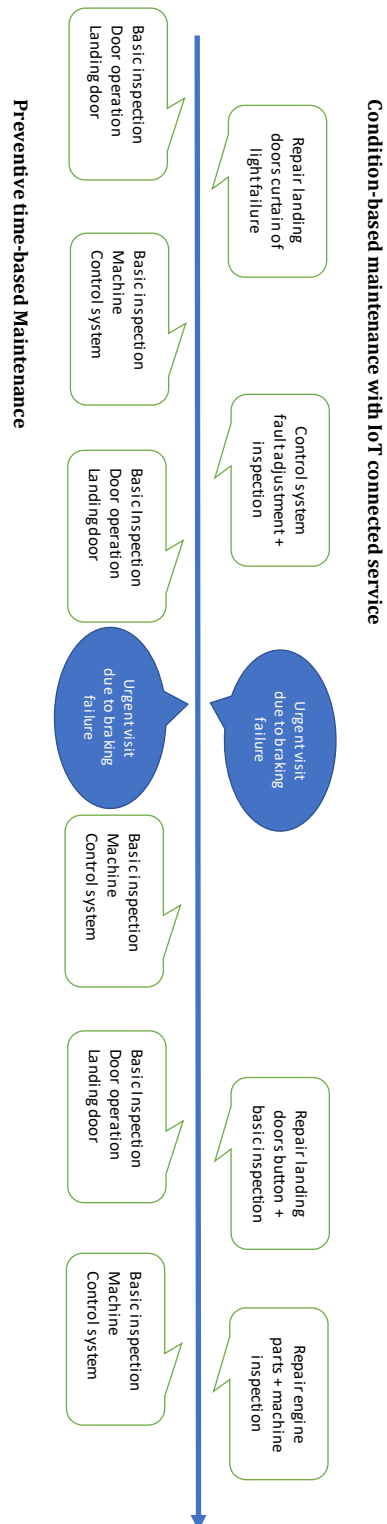 Condition-based maintenance with IoT connected service
Repair landing
doors curtain of
light failure
Control system
fault adjustment +
inspection
Urgent visit
due to braking
failure
Repair landing
doors button +
basic inspection
Repair engine
parts + machine
inspection
Basic inspection
Door operation
Landing door
Basic inspection
Machine
Control system
Basic Inspection
Door operation
Landing door
Urgent visit
due to braking
failure
Basic inspection
Machine
Control system
Basic Inspection
Door operation
Landing door
Basic inspection
Machine
Control system
Preventive time-based Maintenance